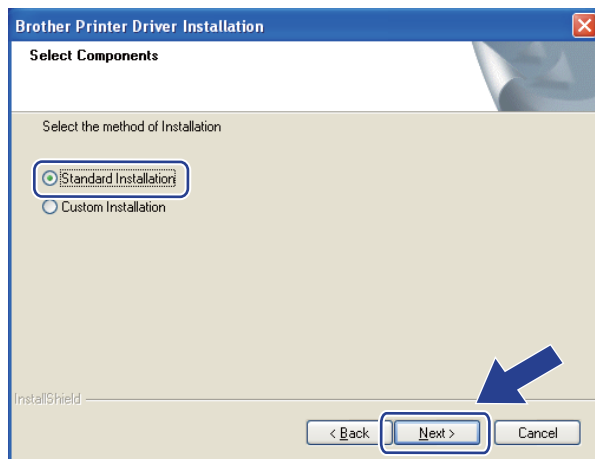 Brother Printer Driver Installation
Select Components
Select the method of Installation
Standard Installation
Custom Installation
InstallShield
< Back Next > Cancel